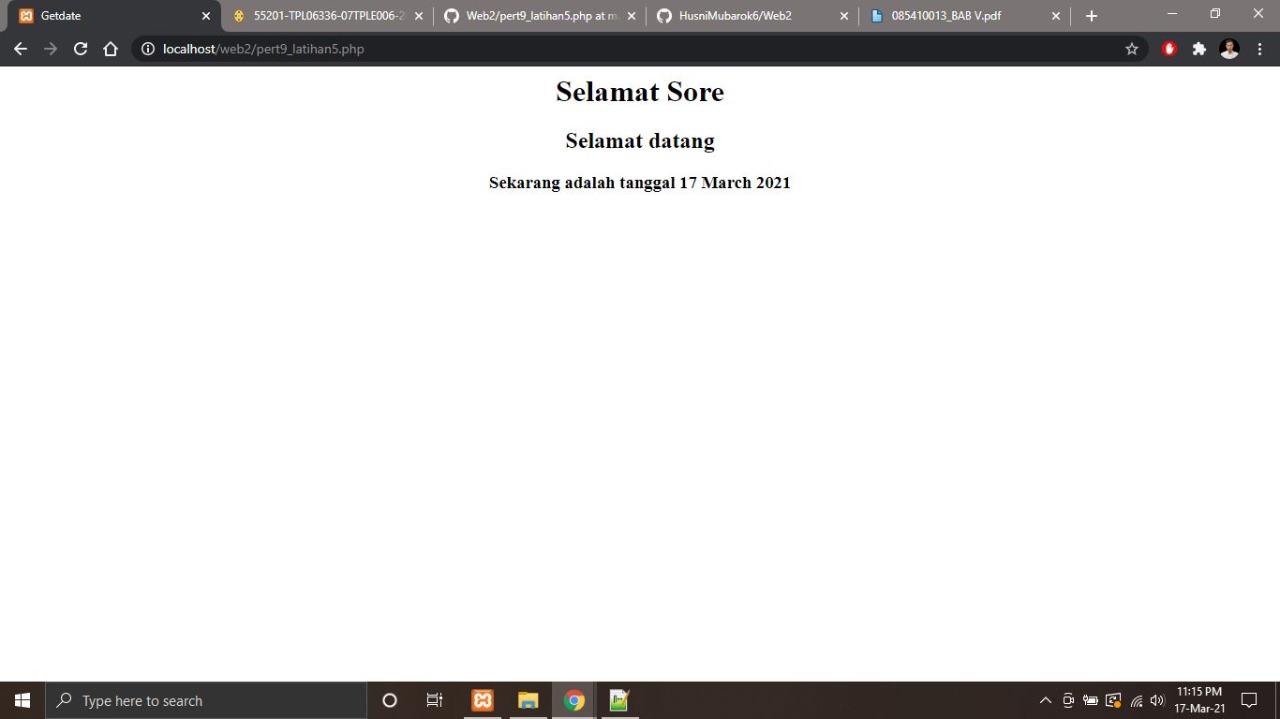 Getdate
55201-TPL06336-07TPLE006-2
Web2/pert9_latihan5.php at m
HusniMubarok6/Web2
085410013_BAB V.pdf
localhost/web2/pert9_latihan5.php
Selamat Sore
Selamat datang
Sekarang adalah tanggal 17 March 2021
Type here to search
11:15 PM
17-Mar-21